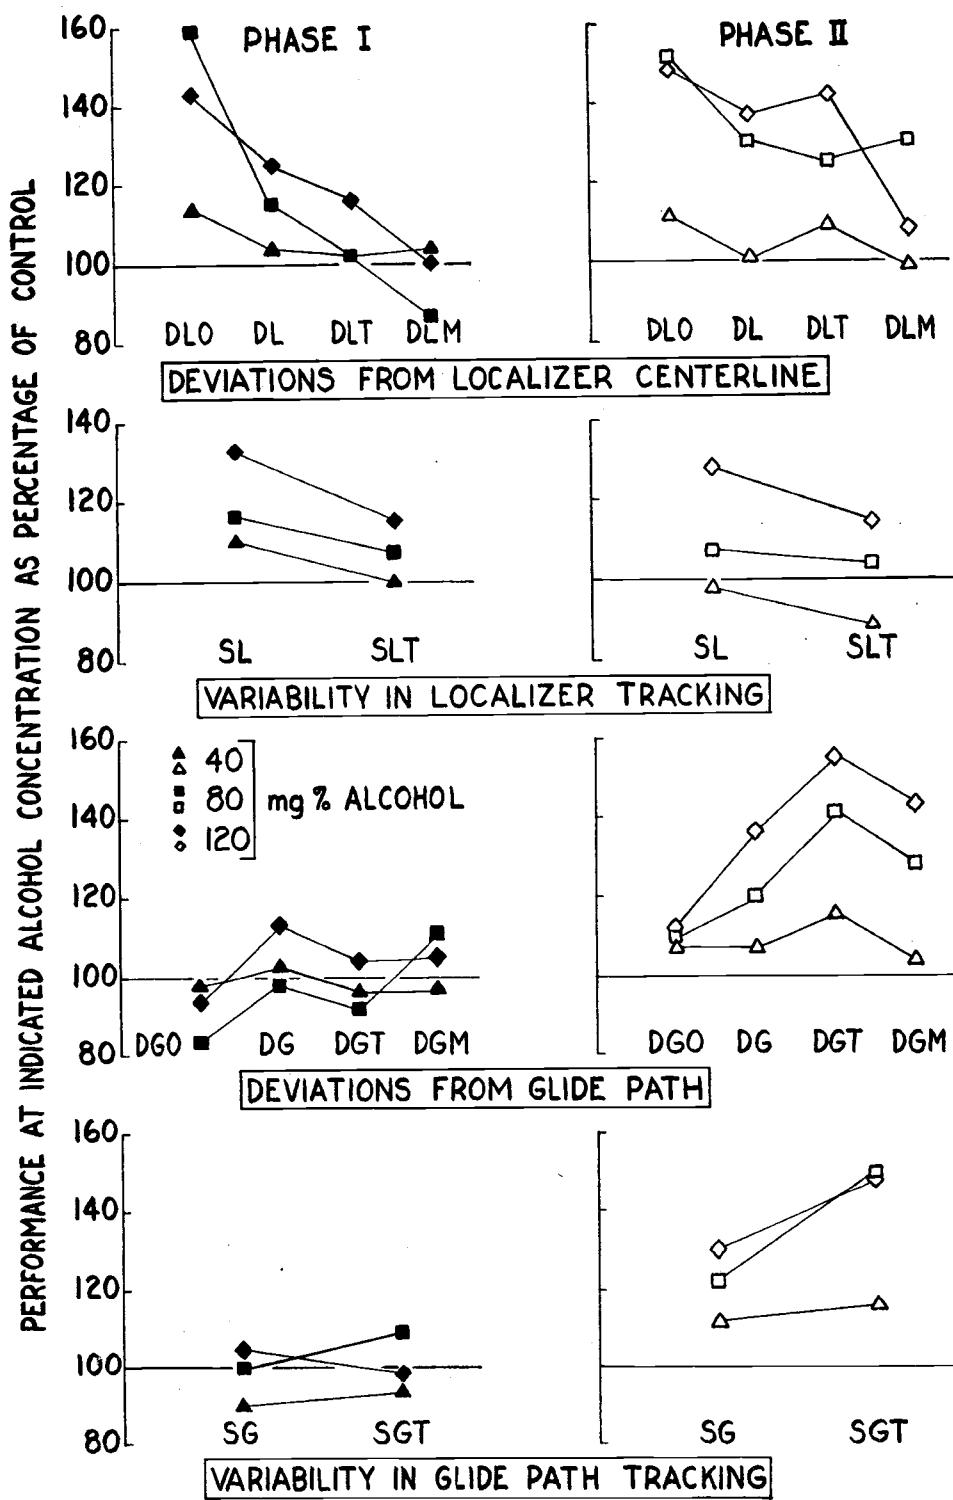 PERFORMANCE AT INDICATED ALCOHOL CONCENTRATION AS PERCENTAGE OF CONTROL
PHASE I
PHASE II
160
140
120
100
80
DLO DL DLT DLM
DLO DL DLT DLM
DEVIATIONS FROM LOCALIZER CENTERLINE
140
120
100
80
SL SLT
SL SLT
VARIABILITY IN LOCALIZER TRACKING
160
140
120
100
80
40
80
120
mg % ALCOHOL
DGO DG DGT DGM
DGO DG DGT DGM
DEVIATIONS FROM GLIDE PATH
160
140
120
100
80
SG SGT
SG SGT
VARIABILITY IN GLIDE PATH TRACKING